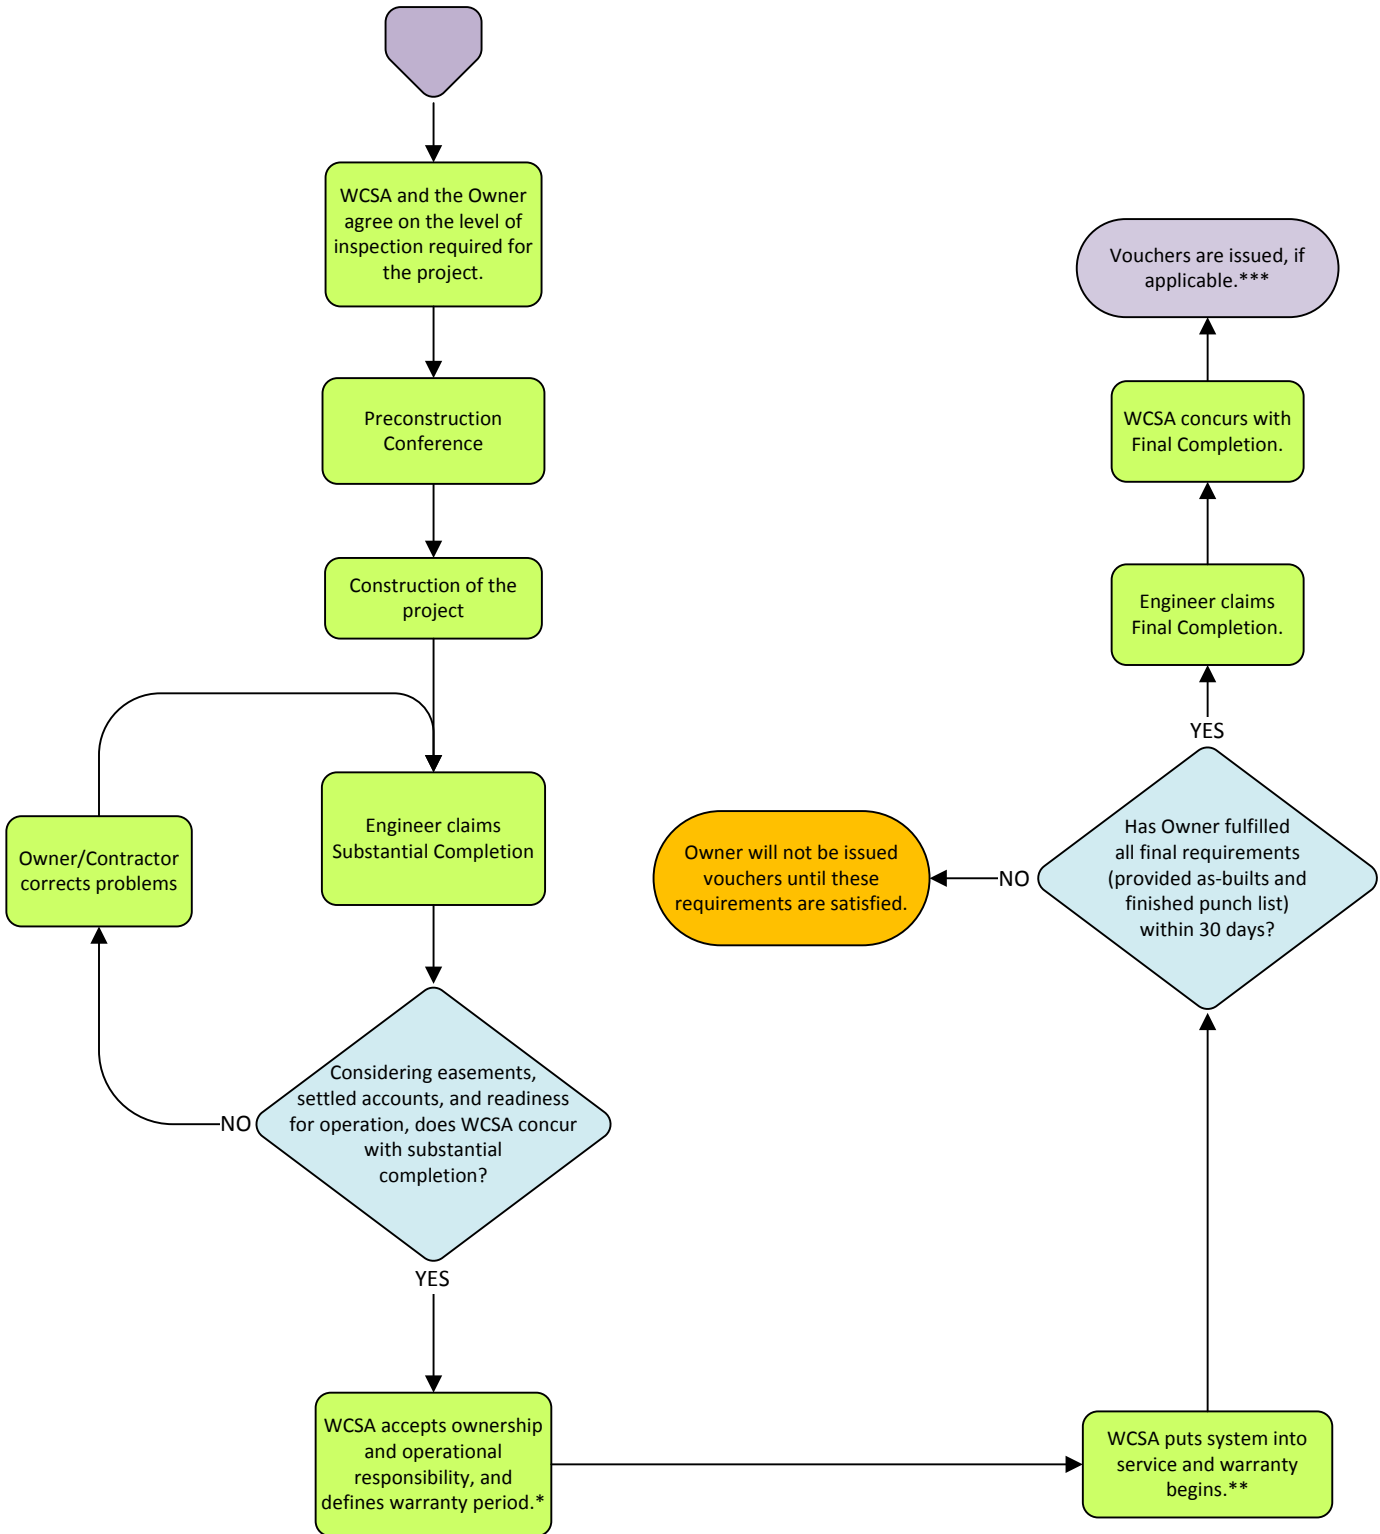 WCSA and the Owner
agree on the level of
inspection required for
the project.
Preconstruction
Conference
Construction of the
project
Engineer claims
Substantial Completion
Owner/Contractor
corrects problems
Considering easements,
settled accounts, and readiness
for operation, does WCSA concur
with substantial
completion?
NO
YES
WCSA accepts ownership
and operational
responsibility, and
defines warranty period.*
WCSA puts system into
service and warranty
begins.**
Has Owner fulfilled
all final requirements
(provided as-builts and
finished punch list)
within 30 days?
NO
Owner will not be issued
vouchers until these
requirements are satisfied.
YES
Engineer claims
Final Completion.
WCSA concurs with
Final Completion.
Vouchers are issued, if
applicable.***